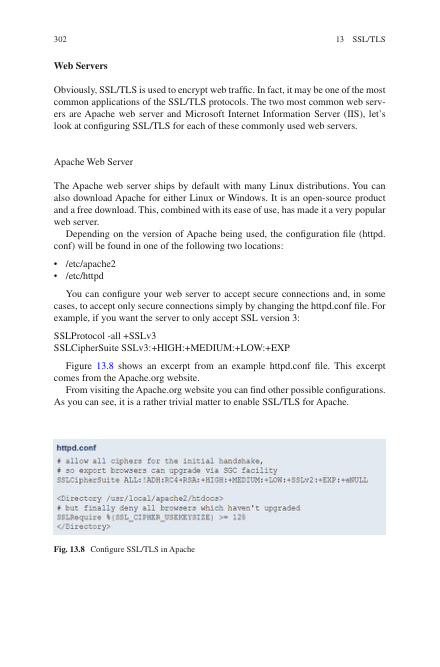 302
13 SSL/TLS
Web Servers
Obviously, SSL/TLS is used to encrypt web traffic. In fact, it may be one of the most
common applications of the SSL/TLS protocols. The two most common web serv-
ers are Apache web server and Microsoft Internet Information Server (IIS), let's
look at configuring SSL/TLS for each of these commonly used web servers.
Apache Web Server
The Apache web server ships by default with many Linux distributions. You can
also download Apache for either Linux or Windows. It is an open-source product
and a free download. This, combined with its ease of use, has made it a very popular
web server.
Depending on the version of Apache being used, the configuration file (httpd.
conf) will be found in one of the following two locations:
• /etc/apache2
• /etc/httpd
You can configure your web server to accept secure connections and, in some
cases, to accept only secure connections simply by changing the httpd.conf file. For
example, if you want the server to only accept SSL version 3:
SSLProtocol -all +SSLv3
SSLCipherSuite SSLv3:+HIGH:+MEDIUM:+LOW:+EXP
Figure 13.8 shows an excerpt from an example httpd.conf file. This excerpt
comes from the Apache.org website.
From visiting the Apache.org website you can find other possible configurations.
As you can see, it is a rather trivial matter to enable SSL/TLS for Apache.
httpd.conf
# allow all ciphers for the initial handshake,
# so export browsers can upgrade via SGC facility
SSLCipherSuite ALL:!ADH:RC4+RSA:+HIGH:+MEDIUM:+LOW:+SSLv2:+EXP:+eNULL
<Directory /usr/local/apache2/htdocs>
# but finally deny all browsers which haven't upgraded
SSLRequire %{SSL_CIPHER_USEKEYSIZE} >= 128
</Directory>
Fig. 13.8 Configure SSL/TLS in Apache